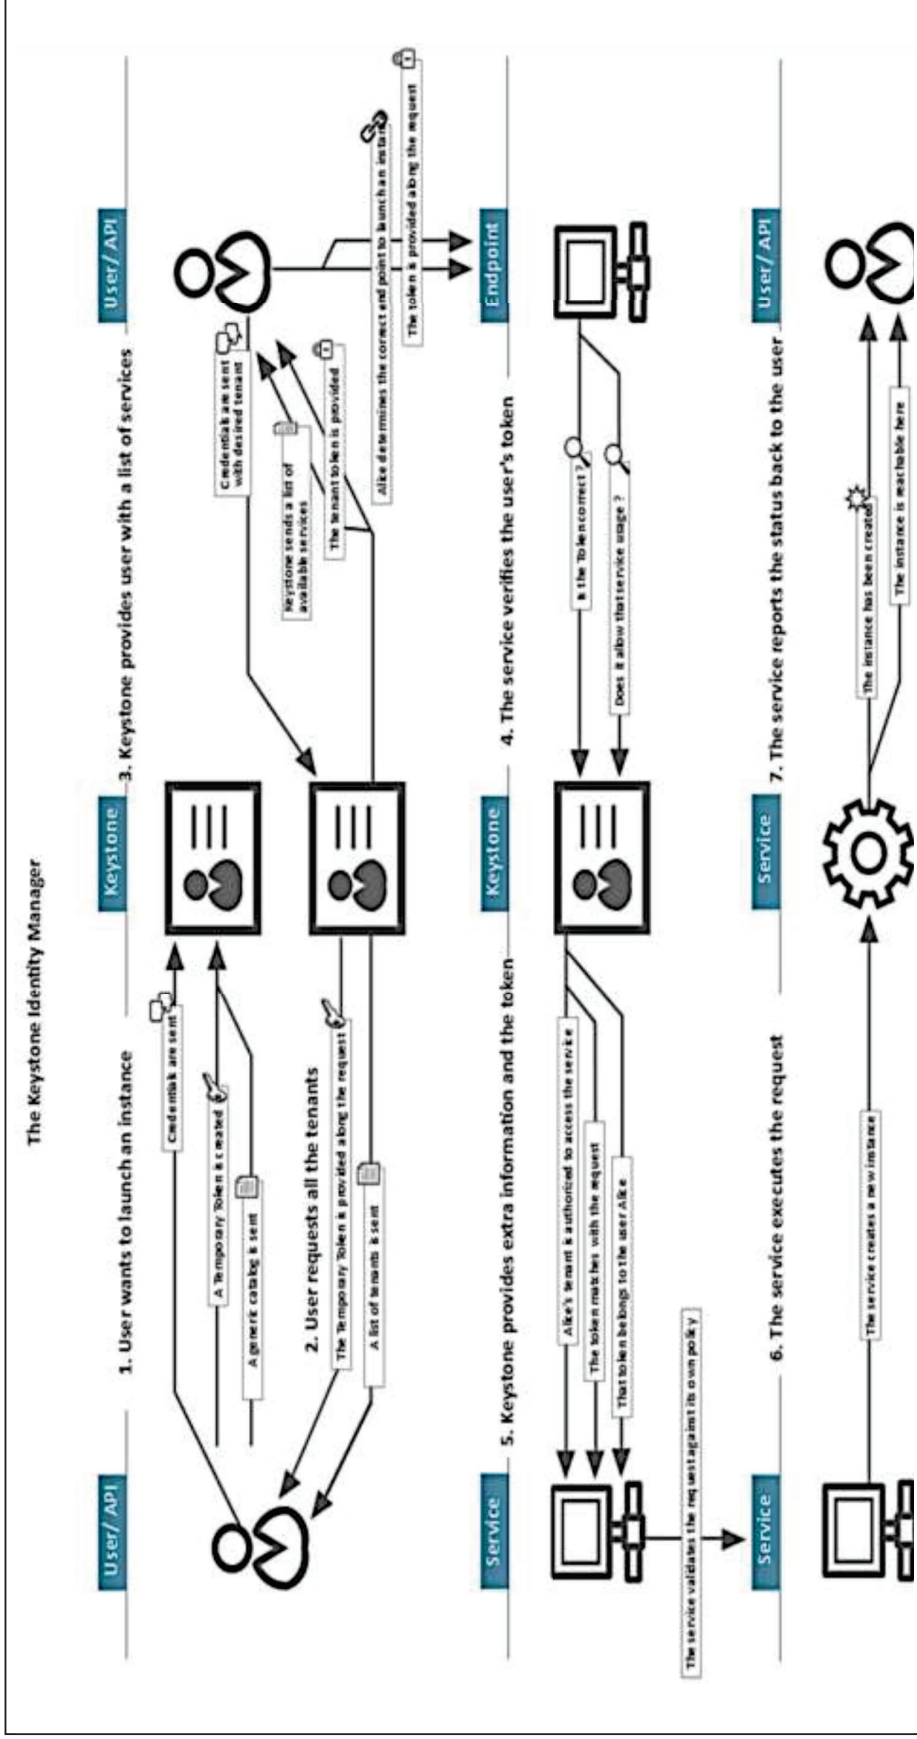 The Keystone Identity Manager
User/ API
1. User wants to launch an instance
Keystone
3. Keystone provides user with a list of services
User/ API
Credentials are sent
A Temporary Token is created
A generic catalog is sent
2. User requests all the tenants
The Temporary Token is provided along the request
A list of tenants is sent
Credentials are sent
with desired tenant
Keystone sends a list of
available services
The tenant token is provided
Alice determines the correct endpoint to launch an instan
The token is provided along the request
Service
5. Keystone provides extra information and the token
Keystone
4. The service verifies the user's token
Endpoint
Alice's tenant is authorized to access the service
The token matches with the request
That token belongs to the user Alice
Is the Token correct ?
Does it allow that service usage ?
The service validates the request against its own policy
Service
6. The service executes the request
Service
7. The service reports the status back to the user
User/ API
The service creates a new instance
The instance has been created
The instance is reachable here